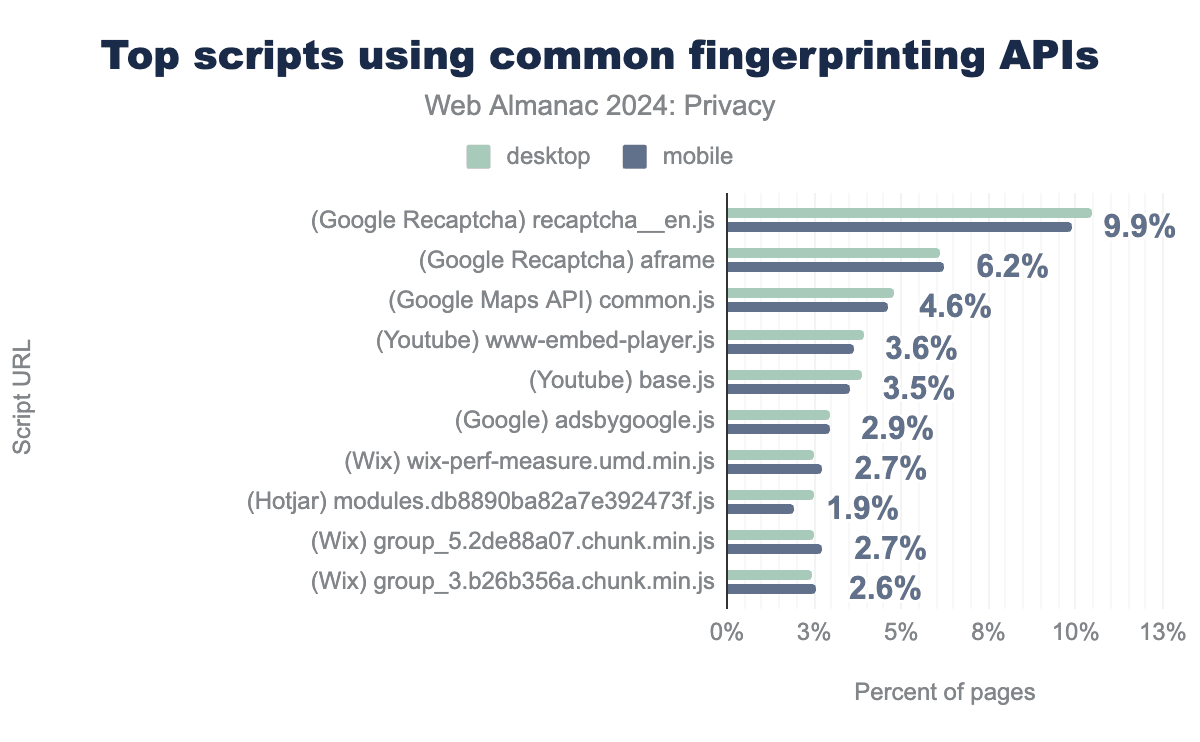 Top scripts using common fingerprinting APIs
Web Almanac 2024: Privacy
desktop mobile
(Google Recaptcha) recaptcha__en.js 9.9%
(Google Recaptcha) aframe 6.2%
(Google Maps API) common.js 4.6%
(Youtube) www-embed-player.js 3.6%
(Youtube) base.js 3.5%
(Google) adsbygoogle.js 2.9%
(Wix) wix-perf-measure.umd.min.js 2.7%
(Hotjar) modules.db8890ba82a7e392473f.js 1.9%
(Wix) group_5.2de88a07.chunk.min.js 2.7%
(Wix) group_3.b26b356a.chunk.min.js 2.6%
Script URL
0% 3% 5% 8% 10% 13%
Percent of pages